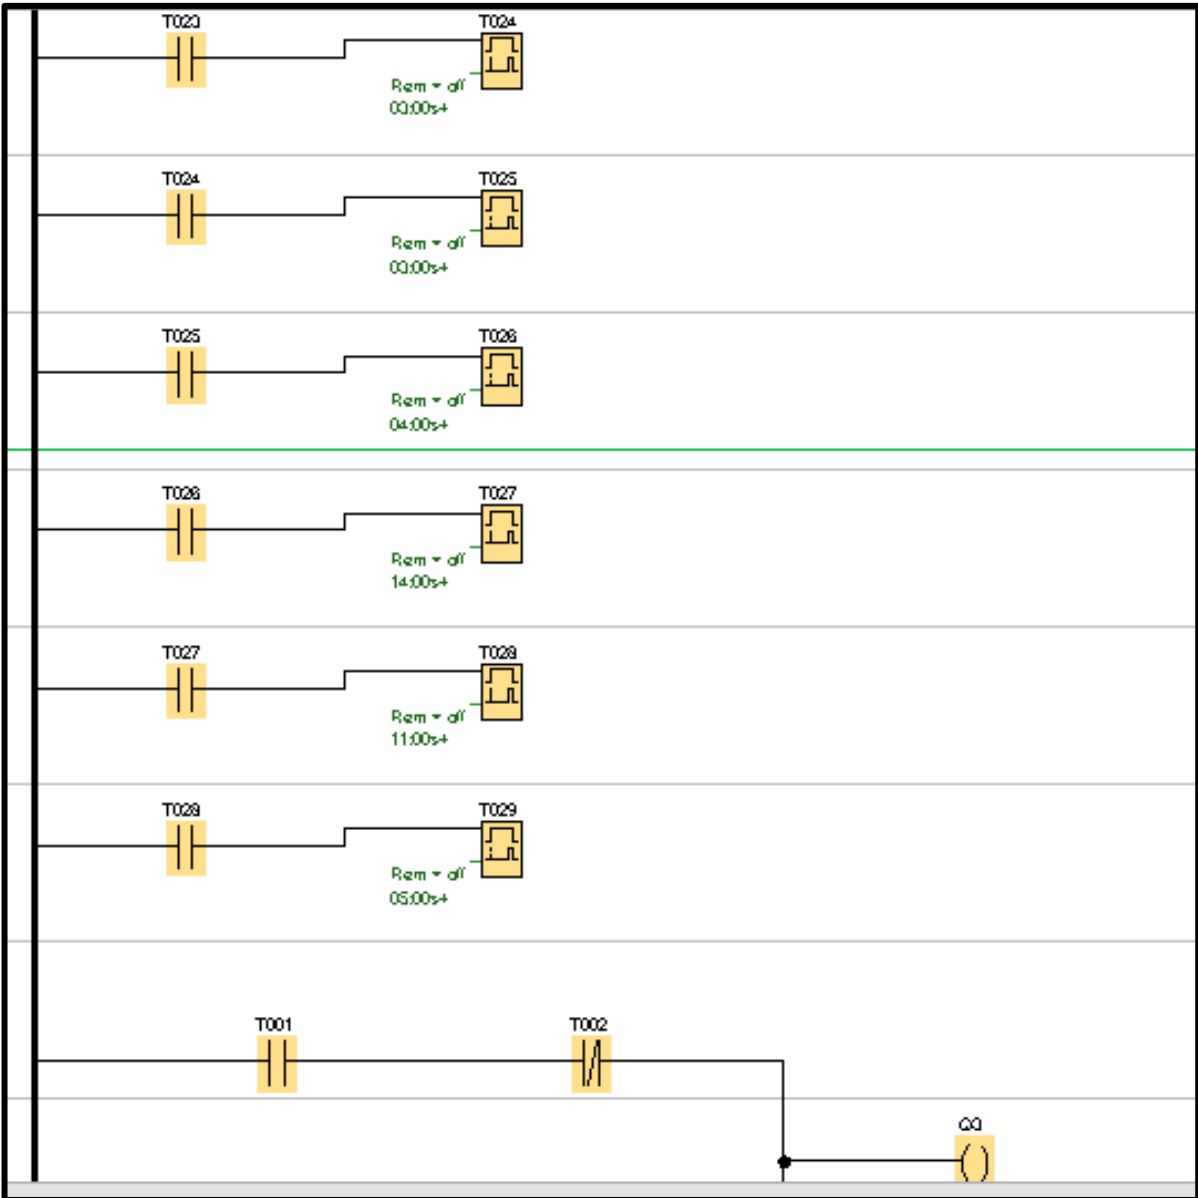 T023 T024
Rem = off
03:00s+
T024 T025
Rem = off
03:00s+
T025 T026
Rem = off
04:00s+
T026 T027
Rem = off
14:00s+
T027 T028
Rem = off
11:00s+
T028 T029
Rem = off
05:00s+
T001 T002
Q3